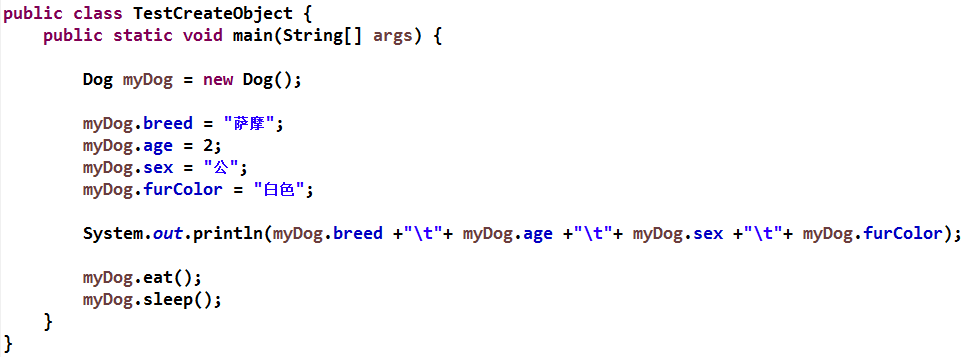 public class TestCreateObject {
    public static void main(String[] args) {
        Dog myDog = new Dog();
        myDog.breed = "萨摩";
        myDog.age = 2;
        myDog.sex = "公";
        myDog.furColor = "白色";
        System.out.println(myDog.breed +"\t"+ myDog.age +"\t"+ myDog.sex +"\t"+ myDog.furColor);
        myDog.eat();
        myDog.sleep();
    }
}